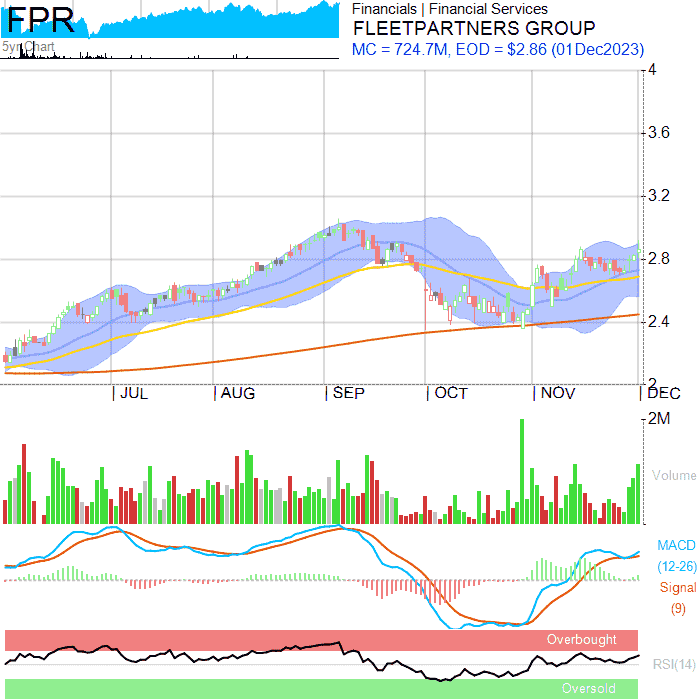 FPR
5yr Chart
Financials | Financial Services
FLEETPARTNERS GROUP
MC = 724.7M, EOD = $2.86 (01Dec2023)
4
3.6
3.2
2.8
2.4
2
| JUL | AUG | SEP | OCT | NOV | DEC
2M
Volume
MACD
(12-26)
Signal
(9)
Overbought
RSI(14)
Oversold